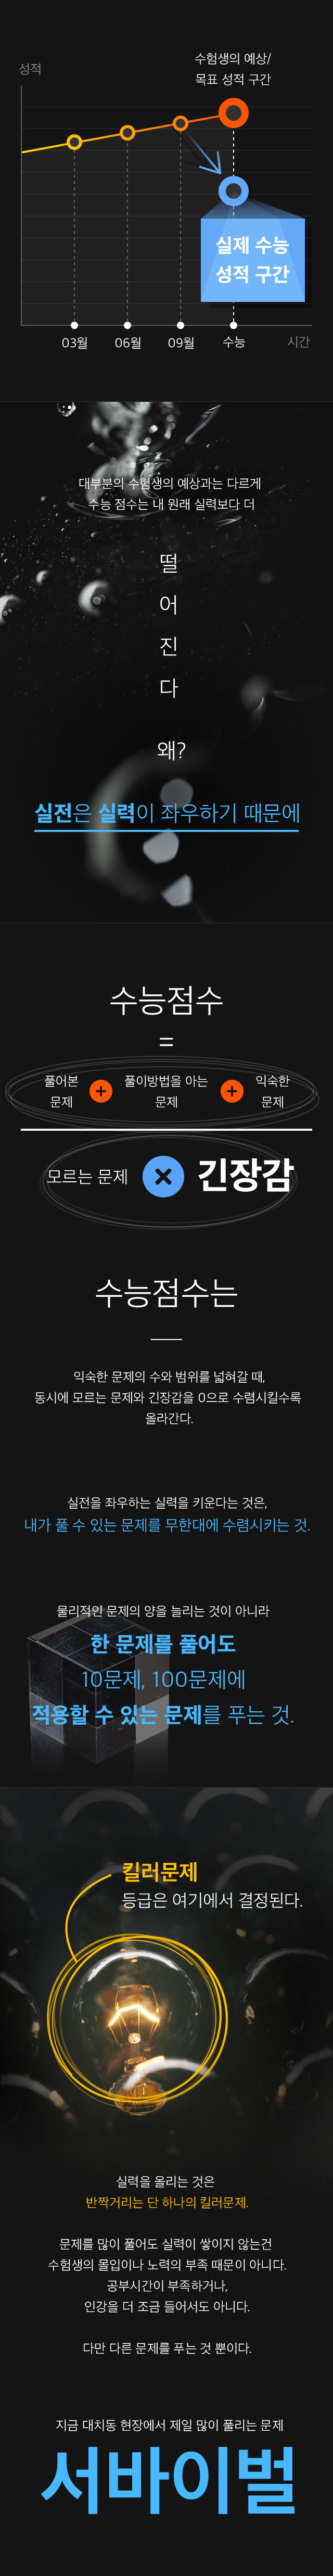 성적
수험생의 예상/
목표 성적 구간
실제 수능
성적 구간
03월 06월 09월 수능 시간
대부분의 수험생의 예상과는 다르게
수능 점수는 내 원래 실력보다 더
떨
어
진
다
왜?
실전은 실력이 좌우하기 때문에
수능점수
=
풀어본 + 풀이방법을 아는 + 익숙한
문제 문제 문제
모르는 문제 × 긴장감
수능점수는
익숙한 문제의 수와 범위를 넓혀갈 때,
동시에 모르는 문제와 긴장감을 0으로 수렴시킬수록
올라간다.
실전을 좌우하는 실력을 키운다는 것은,
내가 풀 수 있는 문제를 무한대에 수렴시키는 것.
물리적인 문제의 양을 늘리는 것이 아니라
한 문제를 풀어도
10문제, 100문제에
적용할 수 있는 문제를 푸는 것.
킬러문제
등급은 여기에서 결정된다.
실력을 올리는 것은
반짝거리는 단 하나의 킬러문제.
문제를 많이 풀어도 실력이 쌓이지 않는건
수험생의 몰입이나 노력의 부족 때문이 아니다.
공부시간이 부족하거나,
인강을 더 조금 들어서도 아니다.
다만 다른 문제를 푸는 것 뿐이다.
지금 대치동 현장에서 제일 많이 풀리는 문제
서바이벌